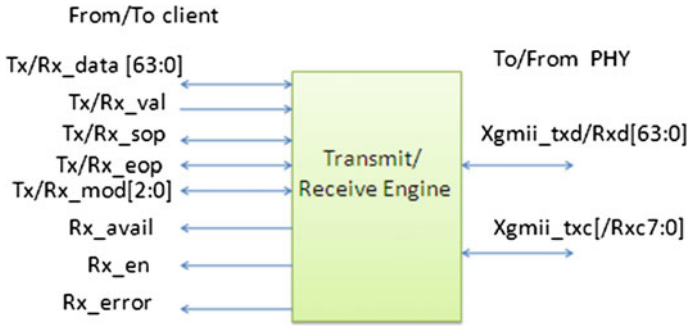 From/To client
Tx/Rx_data [63:0]
Tx/Rx_val
Tx/Rx_sop
Tx/Rx_eop
Tx/Rx_mod[2:0]
Rx_avail
Rx_en
Rx_error
Transmit/
Receive Engine
To/From PHY
Xgmii_txd/Rxd[63:0]
Xgmii_txc[/Rxc7:0]